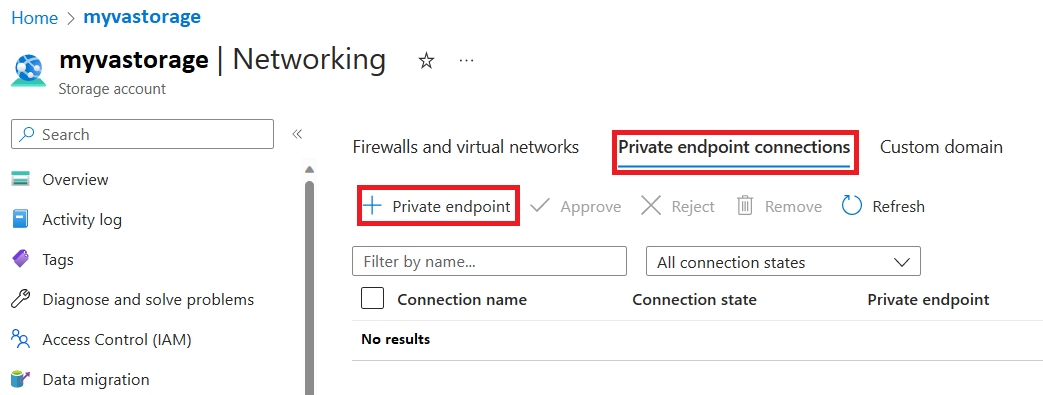 Home > myvastorage
myvastorage | Networking
Storage account
Search
Overview
Activity log
Tags
Diagnose and solve problems
Access Control (IAM)
Data migration
Firewalls and virtual networks Private endpoint connections Custom domain
Private endpoint Approve Reject Remove Refresh
Filter by name... All connection states
Connection name Connection state Private endpoint
No results